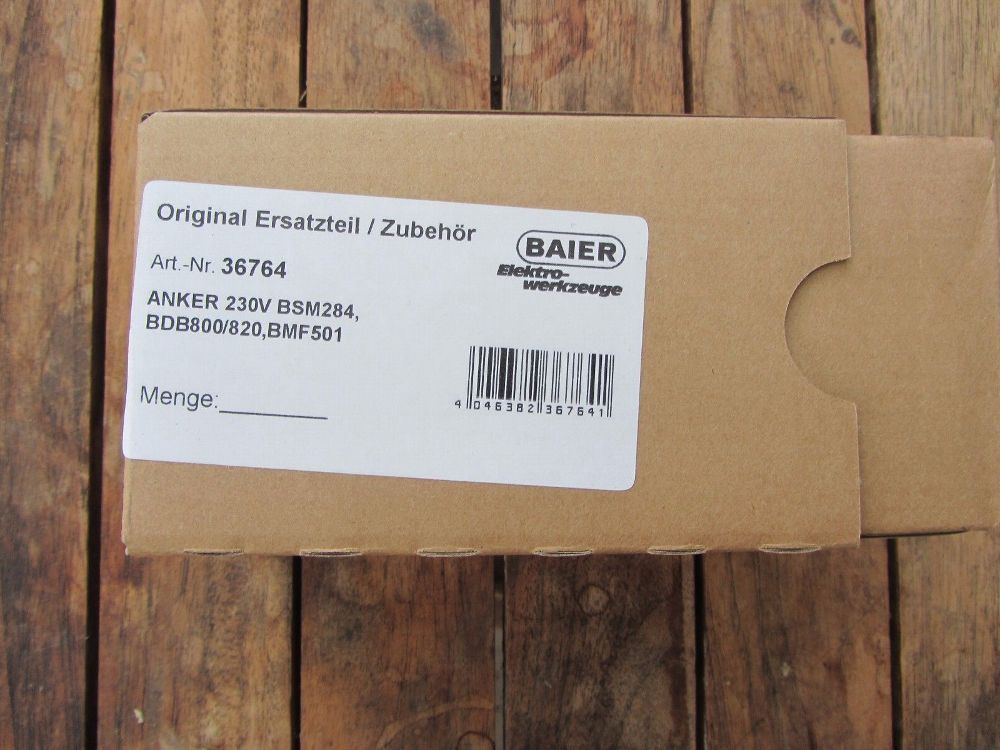 Original Ersatzteil / Zubehör
BAIER
Elektro-
werkzeuge
Art.-Nr. 36764
ANKER 230V BSM284,
BDB800/820,BMF501
Menge:________
4 046382 367641